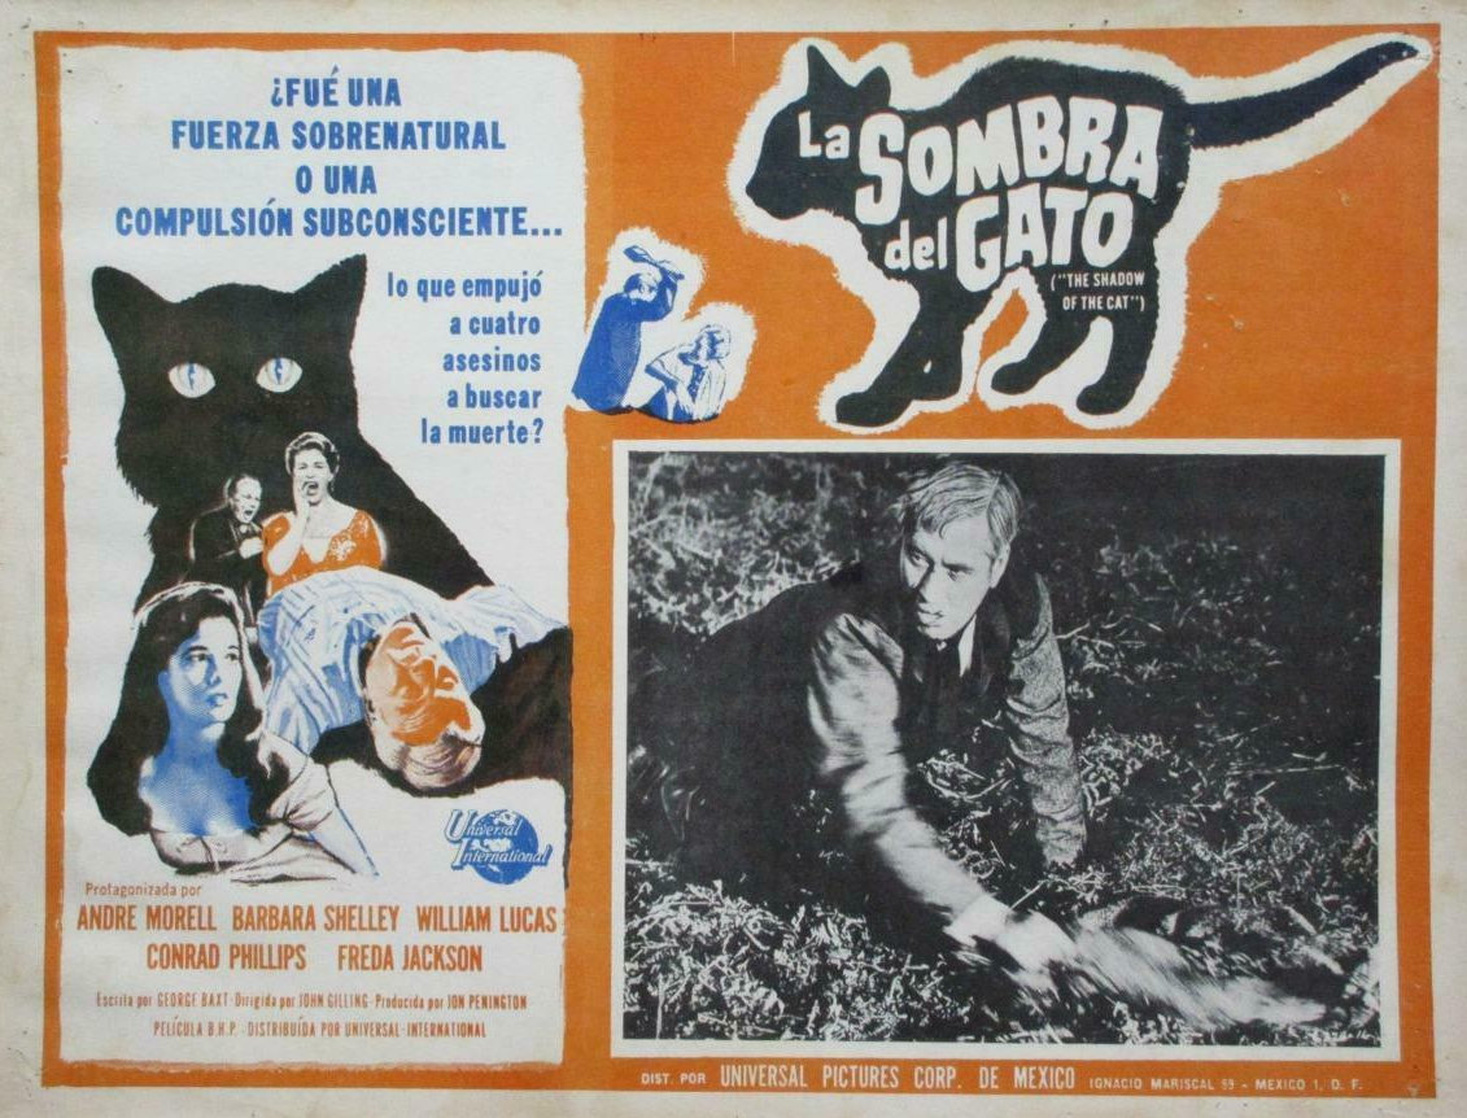 ¿FUÉ UNA
FUERZA SOBRENATURAL
O UNA
COMPULSIÓN SUBCONSCIENTE...
lo que empujó
a cuatro
asesinos
a buscar
la muerte?
La SOMBRA
del GATO
("THE SHADOW
OF THE CAT")
Universal
International
Protagonizada por
ANDRE MORELL BARBARA SHELLEY WILLIAM LUCAS
CONRAD PHILLIPS FREDA JACKSON
Escrita por GEORGE BAXT - Dirigida por JOHN GILLING - Producida por JON PENINGTON
PELÍCULA B.H.P. - DISTRIBUÍDA POR UNIVERSAL-INTERNATIONAL
DIST. POR UNIVERSAL PICTURES CORP. DE MEXICO IGNACIO MARISCAL 59 - MEXICO 1, D. F.